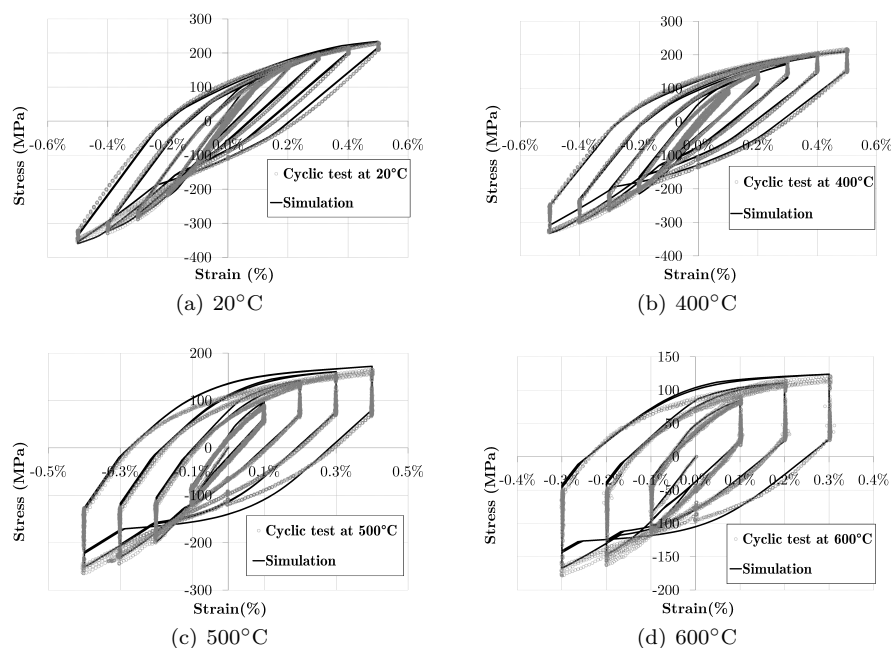 300
200
100
0
-0.6% -0.4% -0.2% 0.0% 0.2% 0.4% 0.6%
-100
-200
-300
-400
Stress (MPa)
Cyclic test at 20°C
Simulation
Strain (%)
(a) 20°C
300
200
100
0
-0.6% -0.4% -0.2% 0.0% 0.2% 0.4% 0.6%
-100
-200
-300
-400
Stress (MPa)
Cyclic test at 400°C
Simulation
Strain(%)
(b) 400°C
200
100
0
-0.5% -0.3% -0.1% 0.1% 0.3% 0.5%
-100
-200
-300
Stress (MPa)
Cyclic test at 500°C
Simulation
Strain(%)
(c) 500°C
150
100
50
0
-0.4% -0.3% -0.2% -0.1% 0.0% 0.1% 0.2% 0.3% 0.4%
-50
-100
-150
-200
Stress (MPa)
Cyclic test at 600°C
Simulation
Strain(%)
(d) 600°C